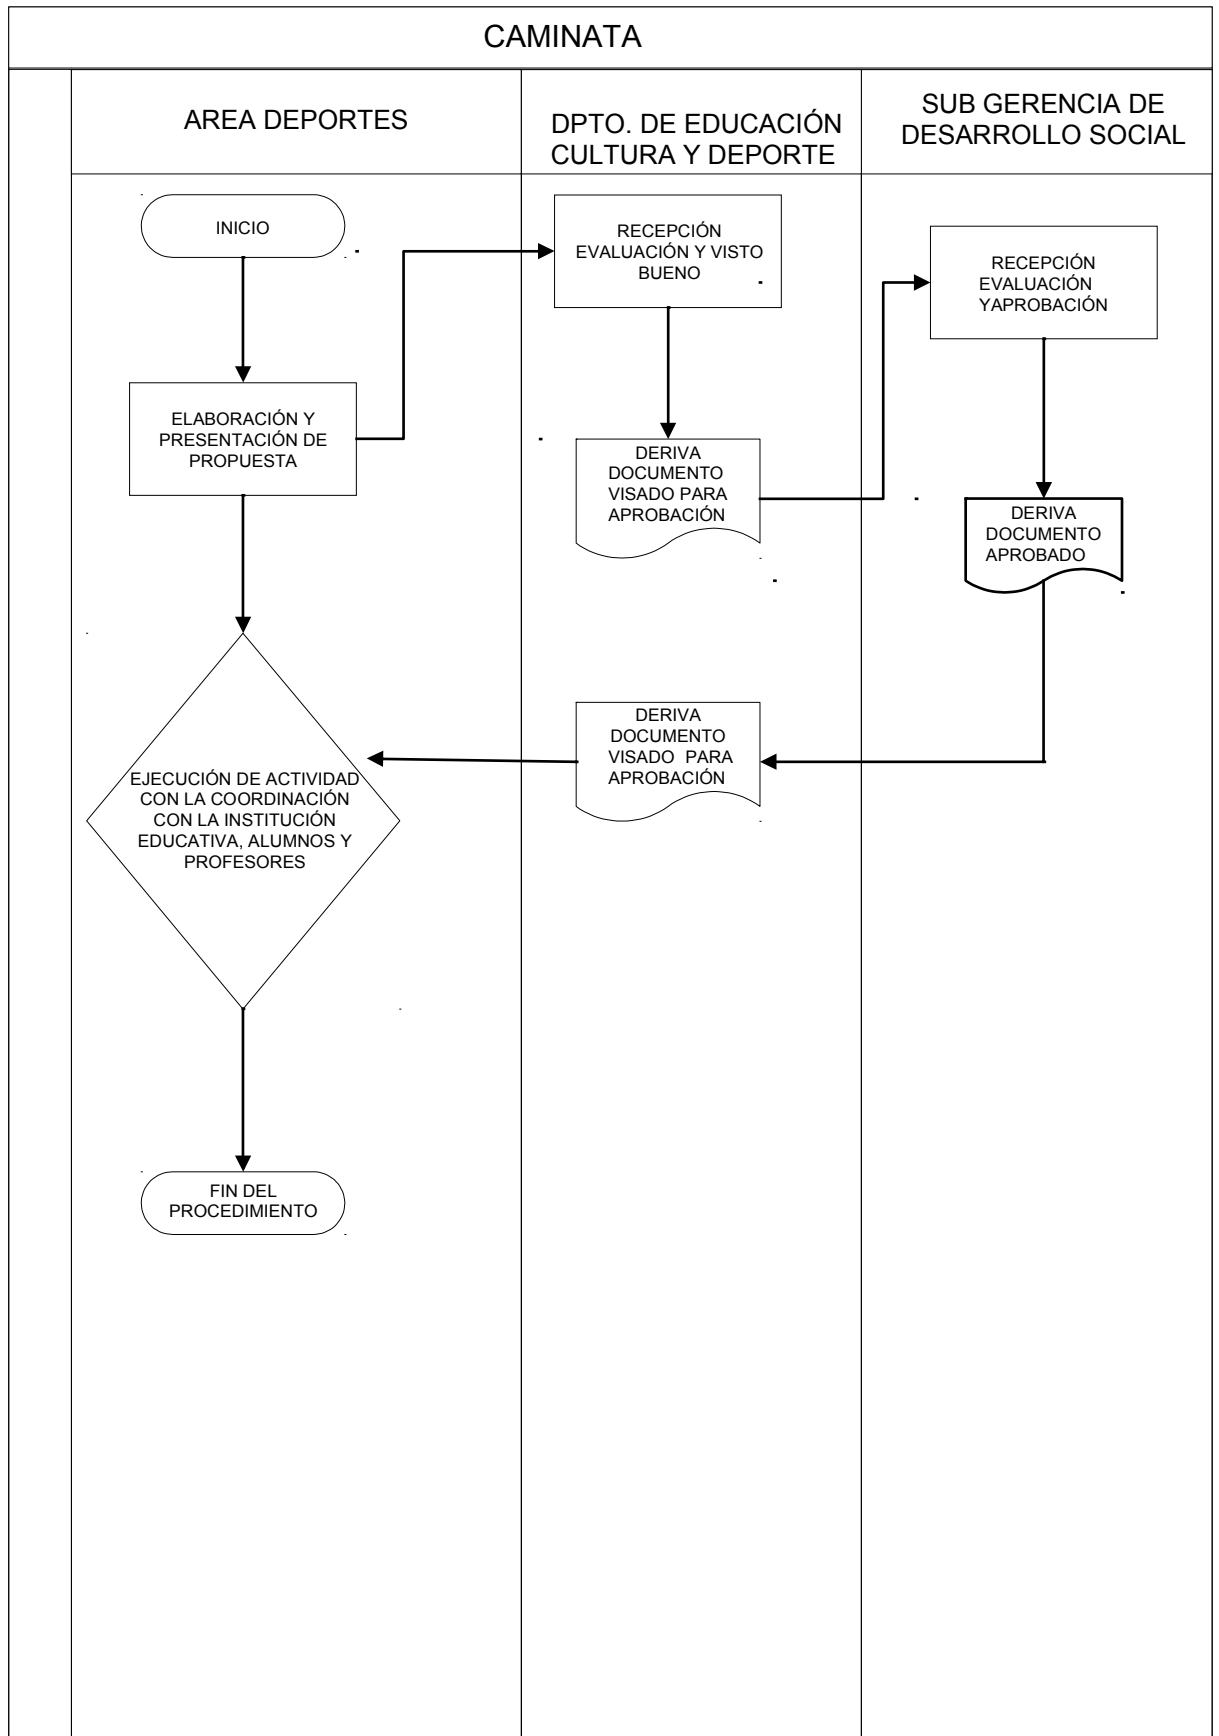 CAMINATA
AREA DEPORTES
DPTO. DE EDUCACIÓN
CULTURA Y DEPORTE
SUB GERENCIA DE
DESARROLLO SOCIAL
INICIO
RECEPCIÓN
EVALUACIÓN Y VISTO
BUENO
RECEPCIÓN
EVALUACIÓN
YAPROBACIÓN
ELABORACIÓN Y
PRESENTACIÓN DE
PROPUESTA
DERIVA
DOCUMENTO
VISADO PARA
APROBACIÓN
DERIVA
DOCUMENTO
APROBADO
DERIVA
DOCUMENTO
VISADO PARA
APROBACIÓN
EJECUCIÓN DE ACTIVIDAD
CON LA COORDINACIÓN
CON LA INSTITUCIÓN
EDUCATIVA, ALUMNOS Y
PROFESORES
FIN DEL
PROCEDIMIENTO